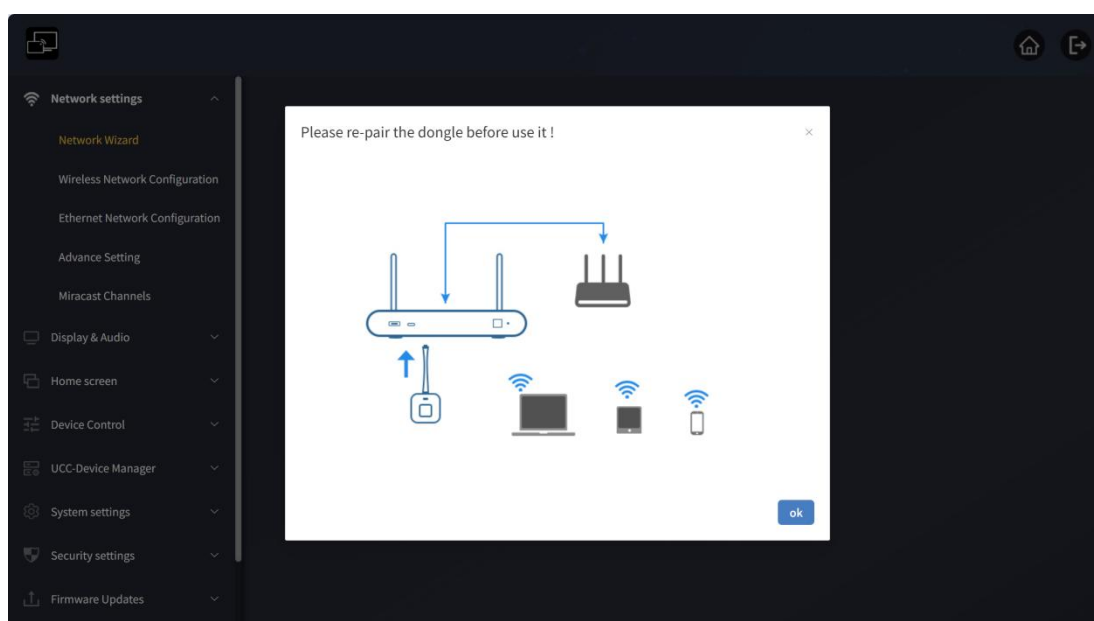 Network settings
Network Wizard
Wireless Network Configuration
Ethernet Network Configuration
Advance Setting
Miracast Channels
Display & Audio
Home screen
Device Control
UCC-Device Manager
System settings
Security settings
Firmware Updates
Please re-pair the dongle before use it !
ok